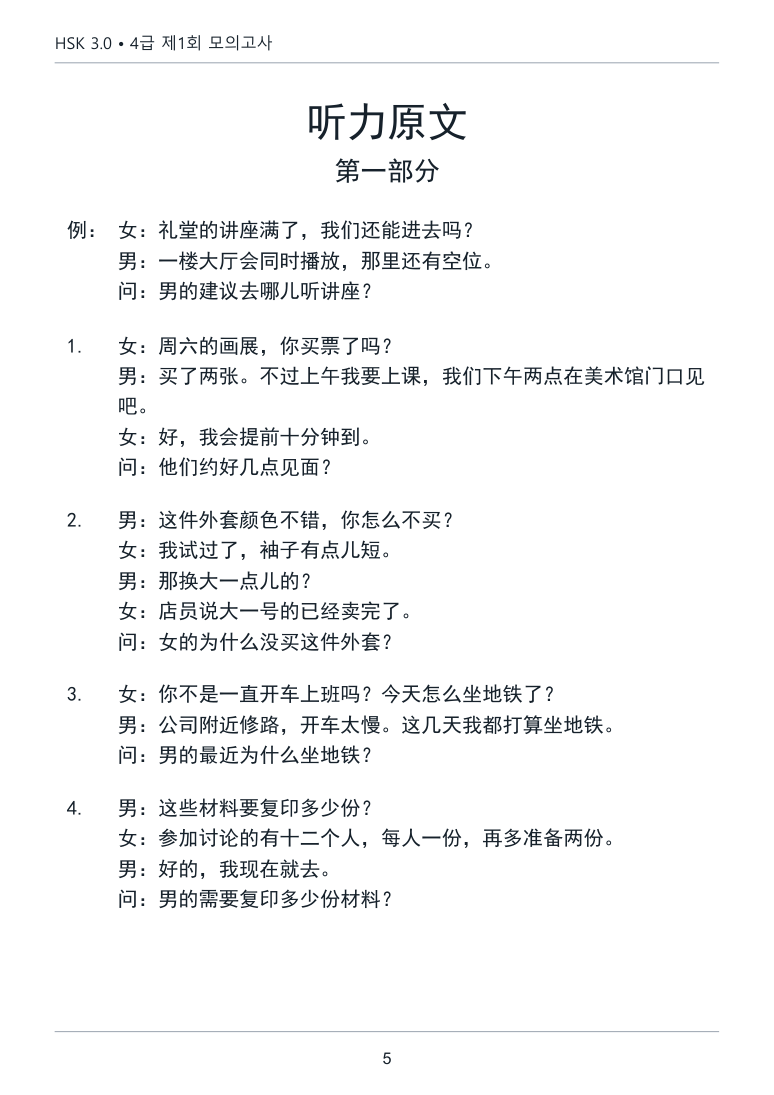 HSK 3.0 • 4급 제1회 모의고사
听力原文
第一部分
例： 女：礼堂的讲座满了，我们还能进去吗？
男：一楼大厅会同时播放，那里还有空位。
问：男的建议去哪儿听讲座？
1. 女：周六的画展，你买票了吗？
男：买了两张。不过上午我要上课，我们下午两点在美术馆门口见
吧。
女：好，我会提前十分钟到。
问：他们约好几点见面？
2. 男：这件外套颜色不错，你怎么不买？
女：我试过了，袖子有点儿短。
男：那换大一点儿的？
女：店员说大一号的已经卖完了。
问：女的为什么没买这件外套？
3. 女：你不是一直开车上班吗？今天怎么坐地铁了？
男：公司附近修路，开车太慢。这几天我都打算坐地铁。
问：男的最近为什么坐地铁？
4. 男：这些材料要复印多少份？
女：参加讨论的有十二个人，每人一份，再多准备两份。
男：好的，我现在就去。
问：男的需要复印多少份材料？
5